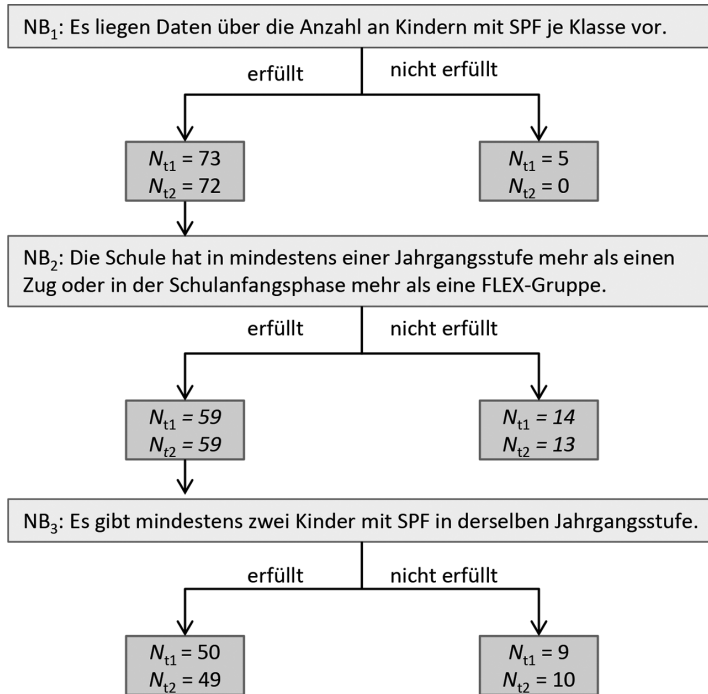 NB1: Es liegen Daten über die Anzahl an Kindern mit SPF je Klasse vor.
erfüllt
nicht erfüllt
Nt1 = 73
Nt2 = 72
Nt1 = 5
Nt2 = 0
NB2: Die Schule hat in mindestens einer Jahrgangsstufe mehr als einen
Zug oder in der Schulanfangsphase mehr als eine FLEX-Gruppe.
erfüllt
nicht erfüllt
Nt1 = 59
Nt2 = 59
Nt1 = 14
Nt2 = 13
NB3: Es gibt mindestens zwei Kinder mit SPF in derselben Jahrgangsstufe.
erfüllt
nicht erfüllt
Nt1 = 50
Nt2 = 49
Nt1 = 9
Nt2 = 10